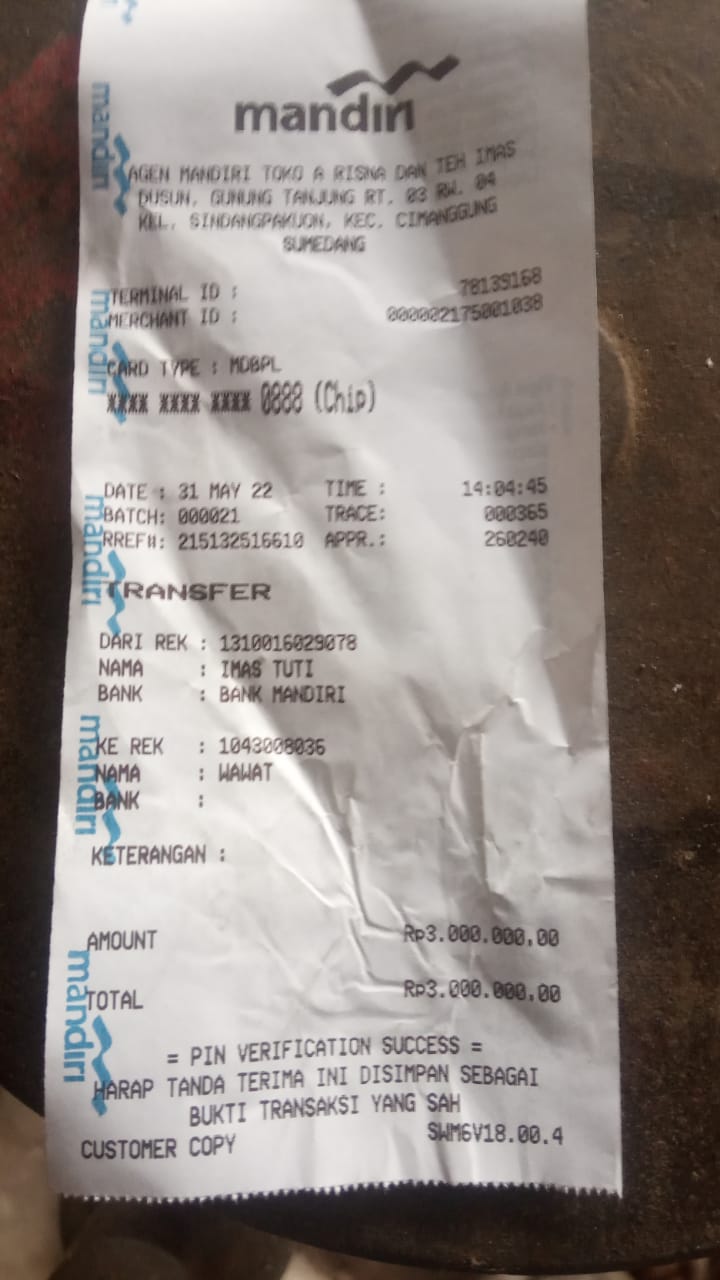 mandiri
AGEN MANDIRI TOKO A RISNA DAN TEH IMAS
DUSUN, GUNUNG TANJUNG RT. 03 RW. 04
KEL. SINDANGPAKUON, KEC. CIMANGGUNG
SUMEDANG
TERMINAL ID : 78139168
MERCHANT ID : 000002175001038
CARD TYPE : MDBPL
XXXX XXXX XXXX 0888 (Chip)
DATE : 31 MAY 22 TIME : 14:04:45
BATCH: 000021 TRACE: 000365
RREF#: 215132516610 APPR.: 260240
TRANSFER
DARI REK : 1310016029078
NAMA : IMAS TUTI
BANK : BANK MANDIRI
KE REK : 1043008036
NAMA : WAWAT
BANK :
KETERANGAN :
AMOUNT Rp3.000.000,00
TOTAL Rp3.000.000,00
= PIN VERIFICATION SUCCESS =
HARAP TANDA TERIMA INI DISIMPAN SEBAGAI
BUKTI TRANSAKSI YANG SAH
SWM6V18.00.4
CUSTOMER COPY
mandiri
mandiri
mandiri
mandiri
mandiri